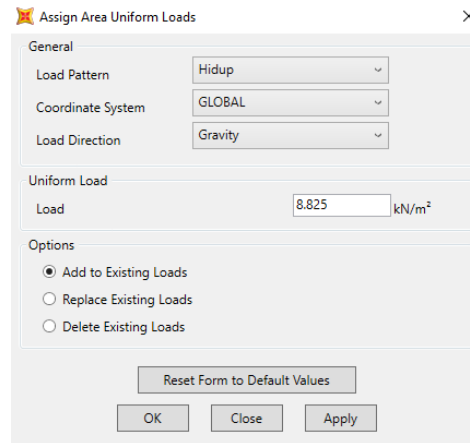 Assign Area Uniform Loads
General
Load Pattern Hidup
Coordinate System GLOBAL
Load Direction Gravity
Uniform Load
Load 8.825 kN/m²
Options
Add to Existing Loads
Replace Existing Loads
Delete Existing Loads
Reset Form to Default Values
OK Close Apply